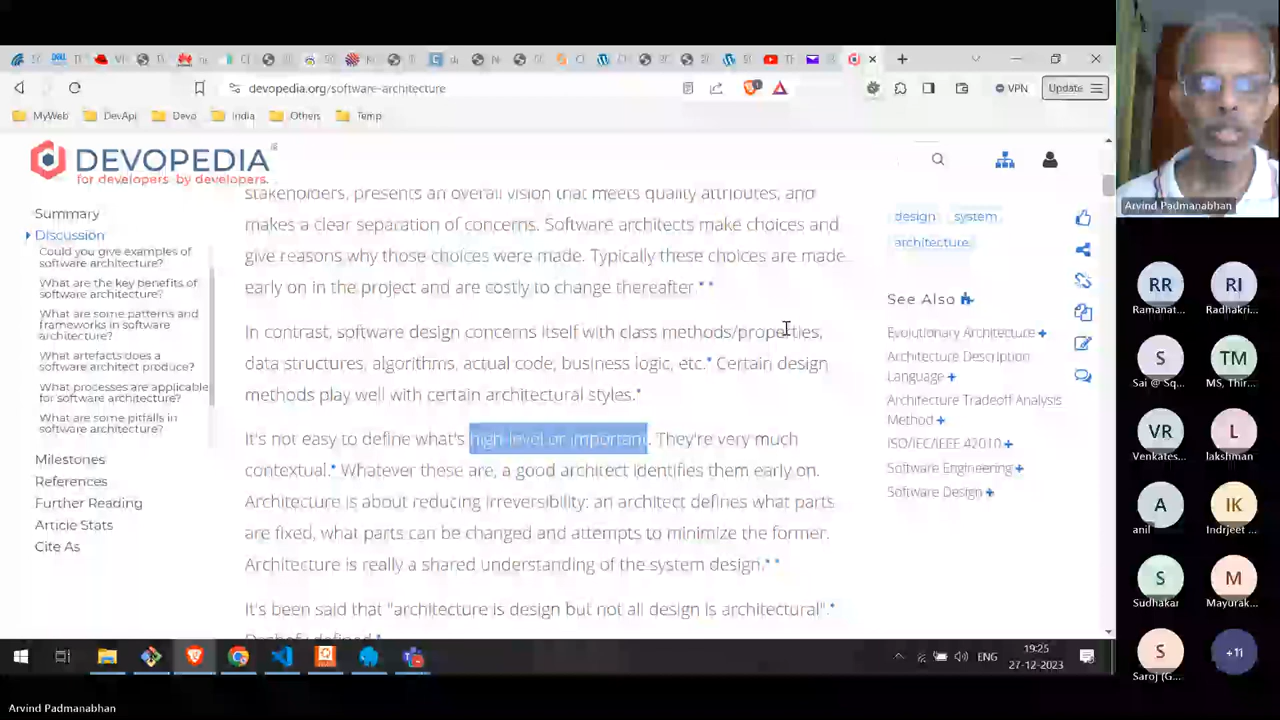 devopedia.org/software-architecture
Update
VPN
MyWeb
DevApi
Devo
India
Others
Temp
DEVOPEDIA
for developers. by developers.
Summary
Discussion
Could you give examples of
software architecture?
What are the key benefits of
software architecture?
What are some patterns and
frameworks in software
architecture?
What artefacts does a
architect produce?
What processes are applicable
for software architecture?
What are some pitfalls in
software architecture?
Milestones
References
Further Reading
Article Stats
Cite As
stakeholders, presents an overall vision that meets quality attributes, and
makes a clear separation of concerns. Software architects make choices and
give reasons why those choices were made. Typically these choices are made
early on in the project and are costly to change thereafter.
In contrast, software design concerns itself with class methods/properties,
data structures, algorithms, actual code, business logic, etc. Certain design
methods play well with certain architectural styles.
It's not easy to define what's high-level or important. They're very much
contextual. Whatever these are, a good architect identifies them early on.
Architecture is about reducing irreversibility: an architect defines what parts
are fixed, what parts can be changed and attempts to minimize the former.
Architecture is really a shared understanding of the system design.
It's been said that "architecture is design but not all design is architectural".
design system
architecture
See Also
Evolutionary Architecture +
Architecture Description
Language +
Architecture Tradeoff Analysis
Method +
ISO/IEC/IEEE 42010 +
Software Engineering +
Software Design +
ENG
19:25
27-12-2023
Arvind Padmanabhan
RR
Ramanat...
RI
Radhakri...
S
Sai @ Sq...
TM
MS, Thir...
VR
Venkates...
L
lakshman
A
anil
IK
Indrjeet ...
S
Sudhakar
M
Mayurak...
S
Saroj (G...
+11
Arvind Padmanabhan